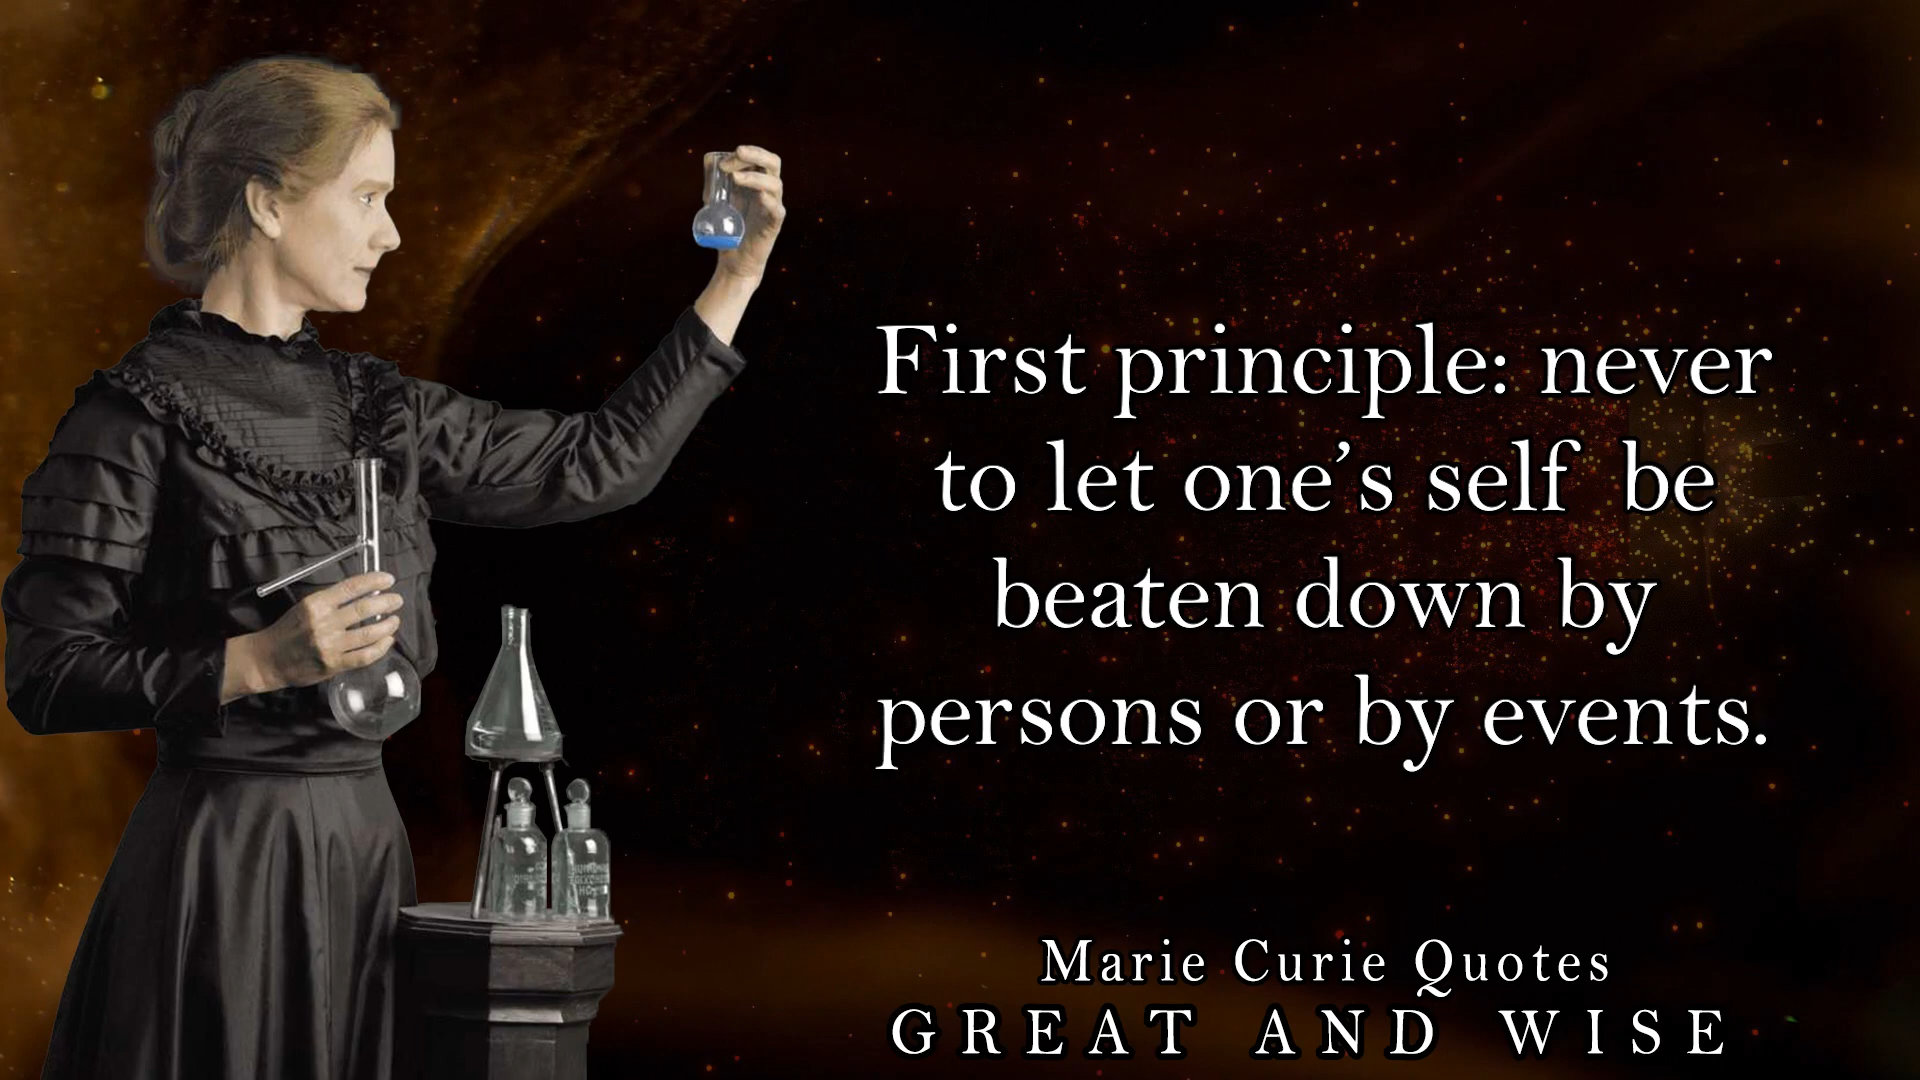 First principle: never
to let one’s self be
beaten down by
persons or by events.
Marie Curie Quotes
GREAT AND WISE